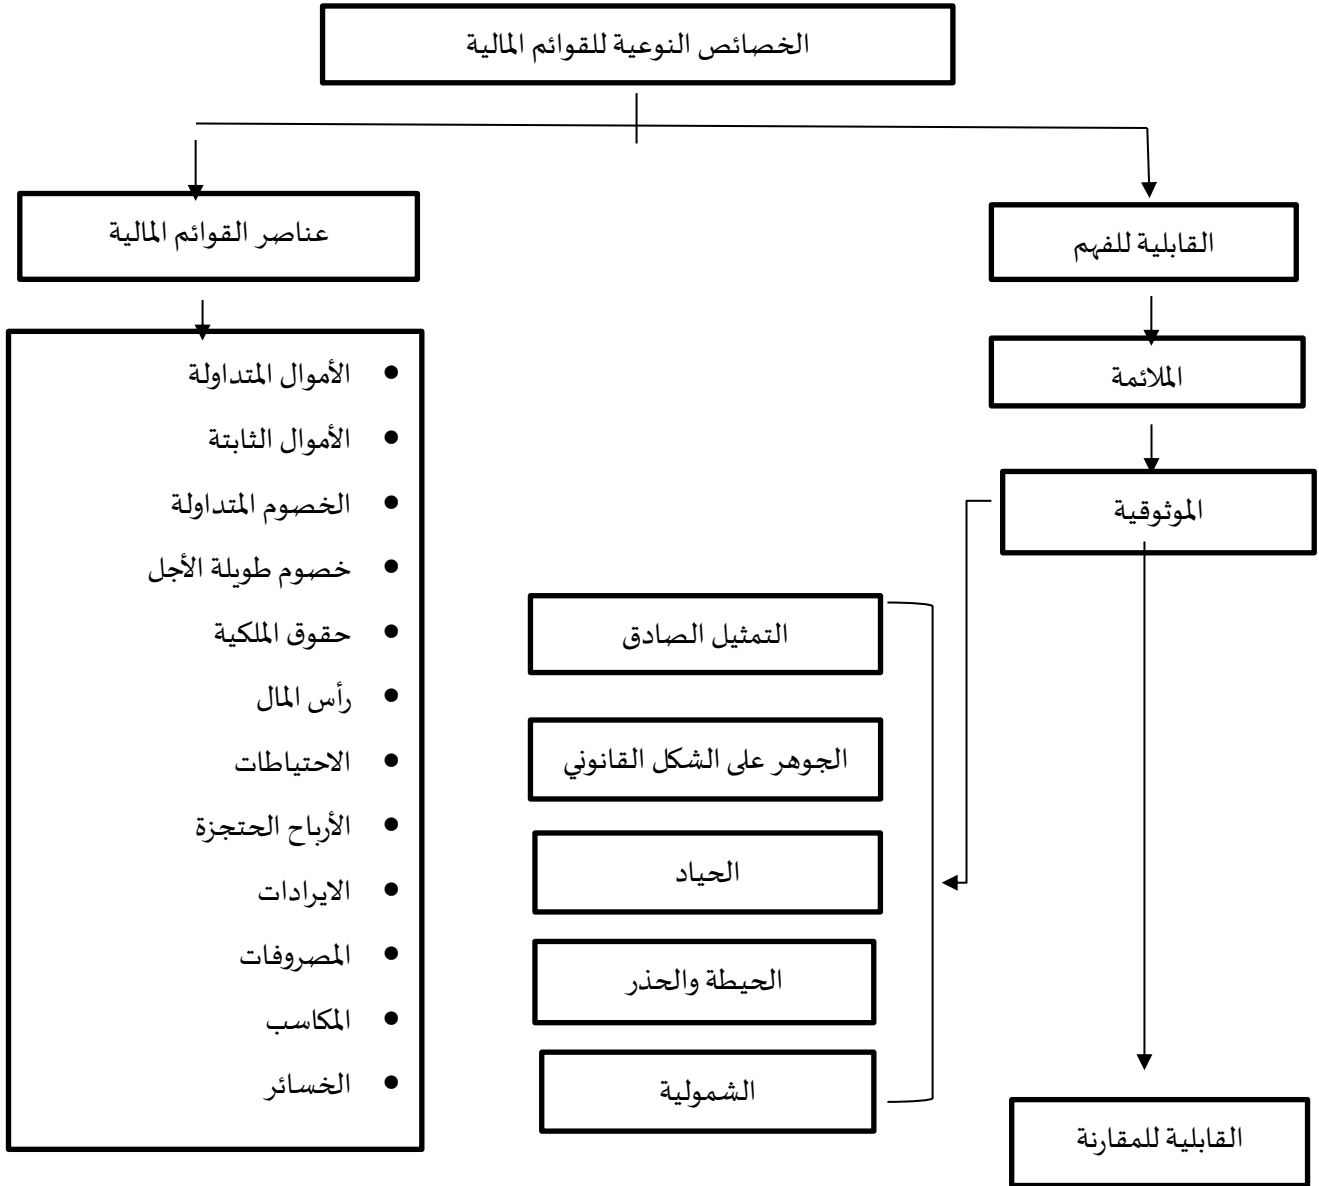 الخصائص النوعية للقوائم المالية
القابلية للفهم
الملائمة
الموثوقية
التمثيل الصادق
الجوهر على الشكل القانوني
الحياد
الحيطة والحذر
الشمولية
القابلية للمقارنة
عناصر القوائم المالية
• الأموال المتداولة
• الأموال الثابتة
• الخصوم المتداولة
• خصوم طويلة الأجل
• حقوق الملكية
• رأس المال
• الاحتياطات
• الأرباح الحتجزة
• الايرادات
• المصروفات
• المكاسب
• الخسائر